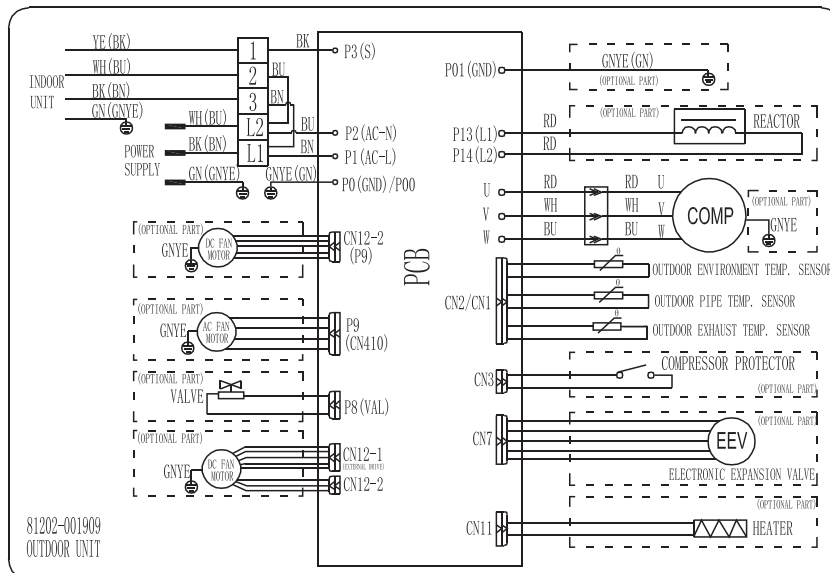 YE(BK)
WH(BU)
BK(BN)
GN(GNYE)
INDOOR
UNIT
1
2
3
L2
L1
BK
BU
BN
BU
BN
WH(BU)
BK(BN)
GN(GNYE)
POWER
SUPPLY
GNYE(GN)
P3(S)
P2(AC-N)
P1(AC-L)
P0(GND)/P00
(OPTIONAL PART)
GNYE
DC FAN
MOTOR
CN12-2
(P9)
(OPTIONAL PART)
GNYE
AC FAN
MOTOR
P9
(CN410)
(OPTIONAL PART)
VALVE
P8(VAL)
(OPTIONAL PART)
GNYE
DC FAN
MOTOR
CN12-1
(EXTERNAL DRIVE)
CN12-2
81202-001909
OUTDOOR UNIT
PCB
P01(GND)
GNYE(GN)
(OPTIONAL PART)
P13(L1)
P14(L2)
RD
RD
(OPTIONAL PART)
REACTOR
U
V
W
RD
WH
BU
RD
WH
BU
U
V
W
COMP
(OPTIONAL PART)
GNYE
CN2/CN1
θ
OUTDOOR ENVIRONMENT TEMP. SENSOR
θ
OUTDOOR PIPE TEMP. SENSOR
θ
OUTDOOR EXHAUST TEMP. SENSOR
CN3
COMPRESSOR PROTECTOR
(OPTIONAL PART)
CN7
(OPTIONAL PART)
EEV
ELECTRONIC EXPANSION VALVE
CN11
(OPTIONAL PART)
HEATER